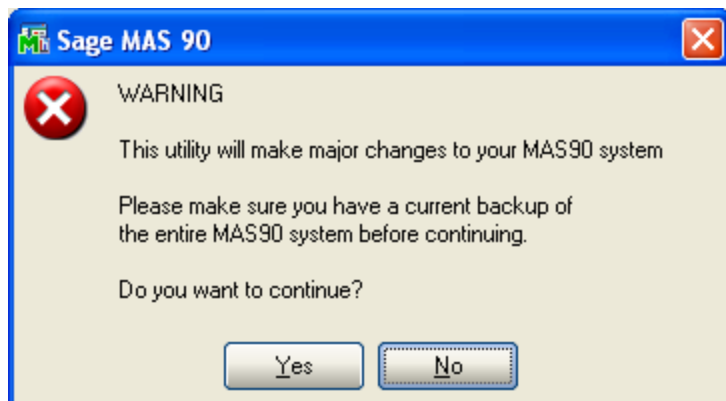 Sage MAS 90
WARNING
This utility will make major changes to your MAS90 system
Please make sure you have a current backup of
the entire MAS90 system before continuing.
Do you want to continue?
Yes
No